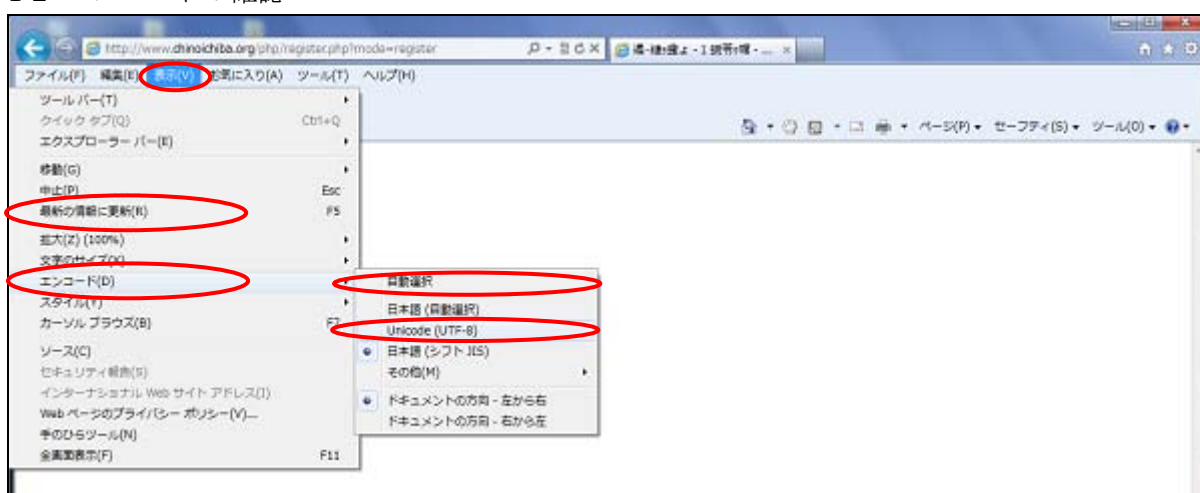 http://www.chinoichiba.org/php/register.php?mode=register
ファイル(F) 編集(E) 表示(V) お気に入り(A) ツール(T) ヘルプ(H)
ツール バー(T)
クイック タブ(Q) Ctrl+Q
エクスプローラー バー(E)
ページ(P) セーフティ(S) ツール(O)
移動(G)
中止(P) Esc
最新の情報に更新(R) F5
拡大(Z) (100%)
文字のサイズ(X)
エンコード(D)
スタイル(Y)
カーソル ブラウズ(B) F7
ソース(C)
セキュリティ報告(S)
インターナショナル Web サイト アドレス(I)
Web ページのプライバシー ポリシー(V)...
手のひらツール(N)
全画面表示(F) F11
自動選択
日本語 (自動選択)
Unicode (UTF-8)
日本語 (シフト JIS)
その他(M)
ドキュメントの方向 - 左から右
ドキュメントの方向 - 右から左